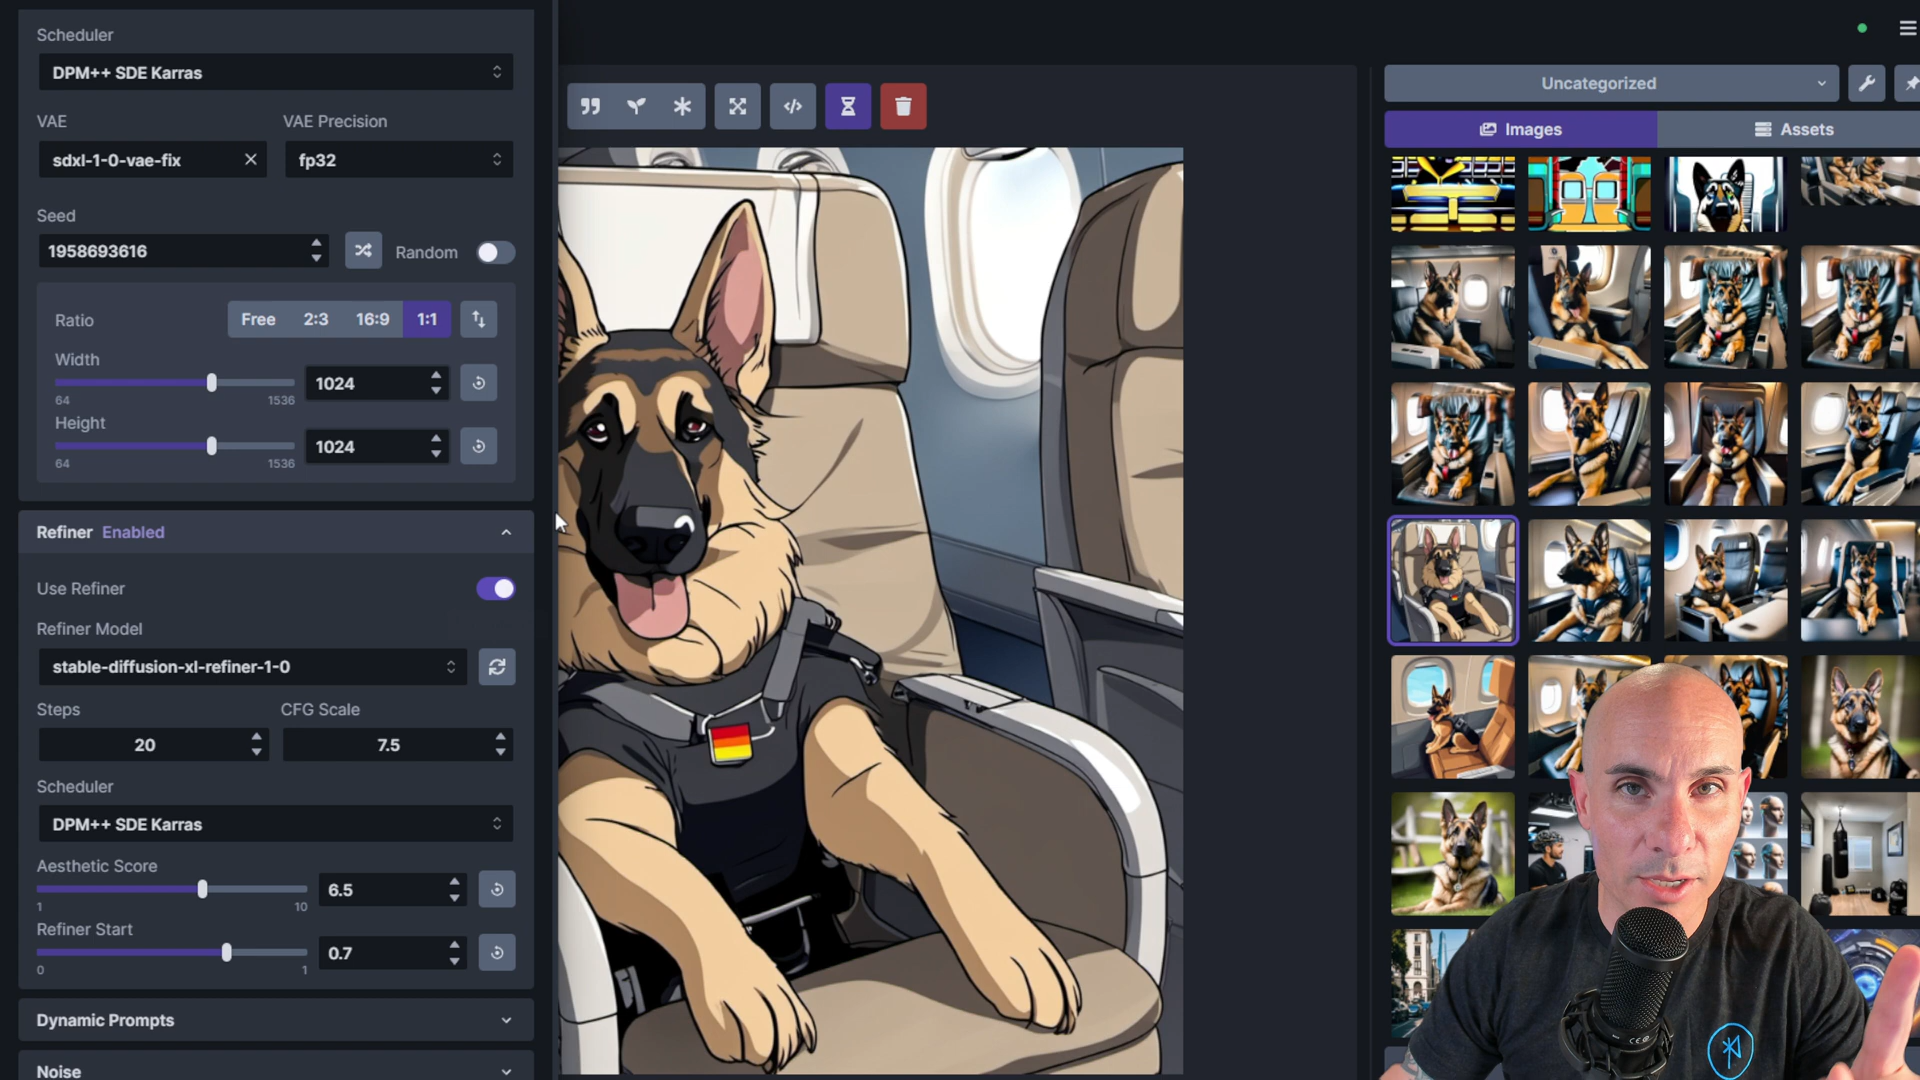 Scheduler
DPM++ SDE Karras
VAE
VAE Precision
sdxl-1-0-vae-fix
fp32
Seed
1958693616
Random
Ratio
Free
2:3
16:9
1:1
Width
1024
64
1536
Height
1024
64
1536
Refiner Enabled
Use Refiner
Refiner Model
stable-diffusion-xl-refiner-1-0
Steps
CFG Scale
20
7.5
Scheduler
DPM++ SDE Karras
Aesthetic Score
6.5
1
10
Refiner Start
0.7
0
1
Dynamic Prompts
Noise
Uncategorized
Images
Assets